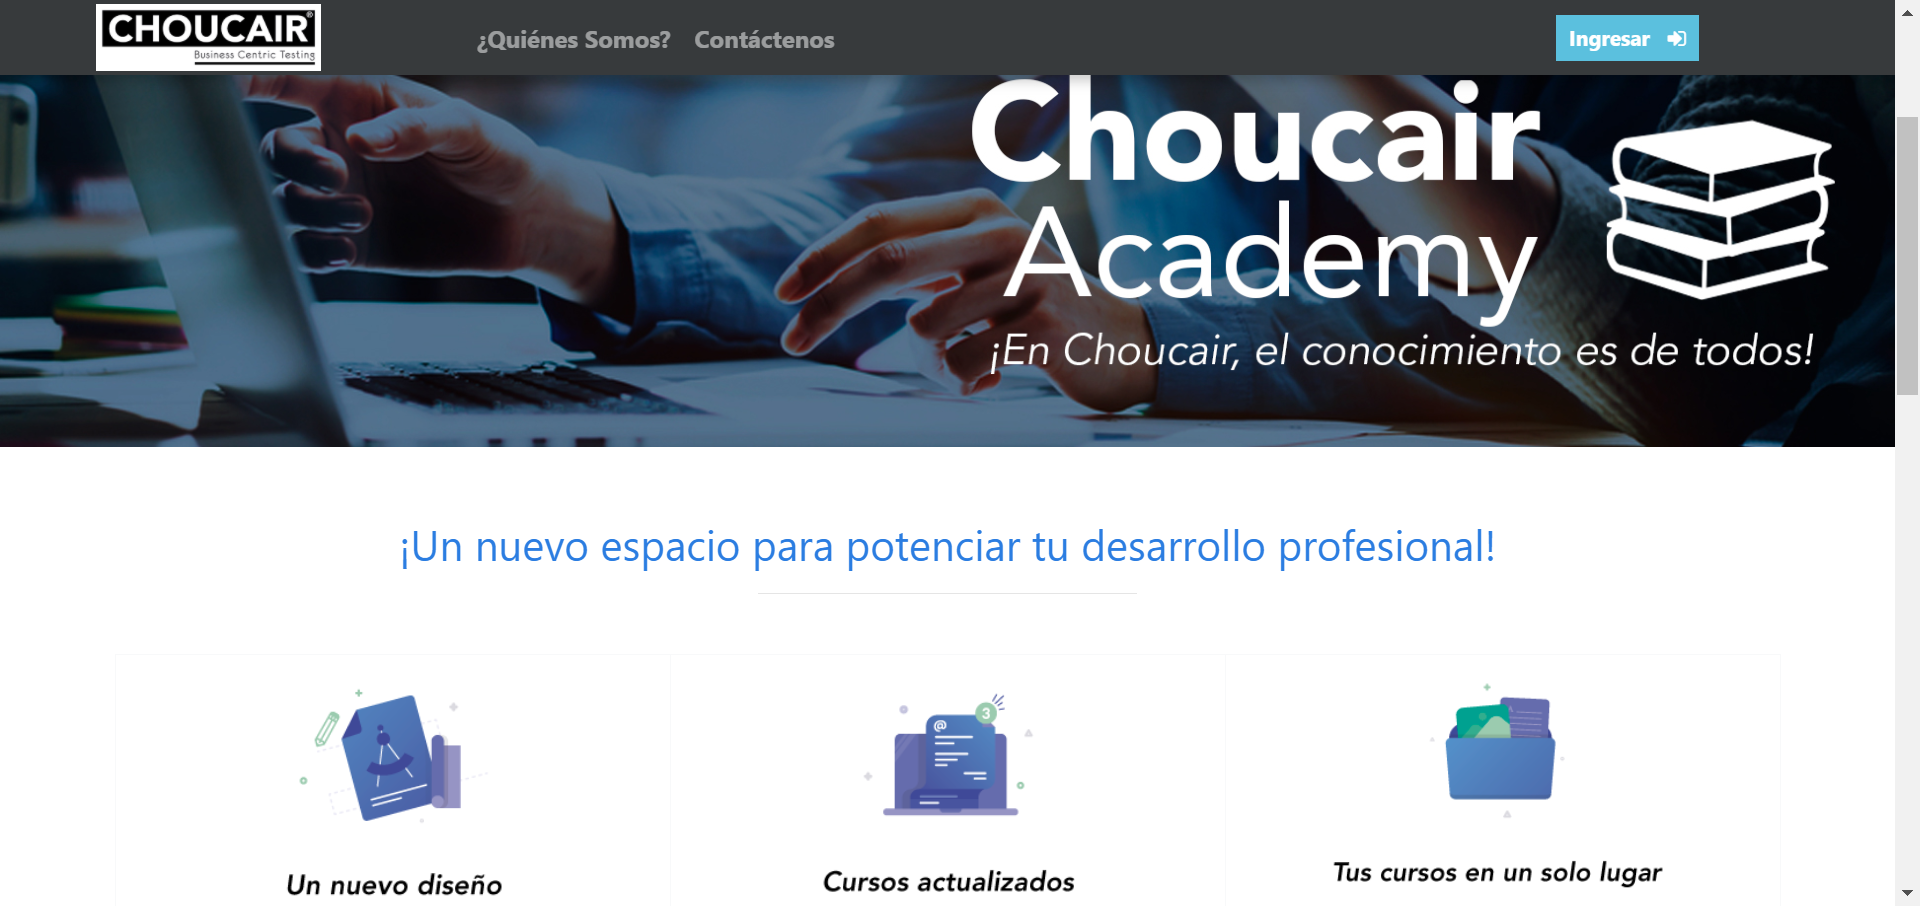 CHOUCAIR®
Business Centric Testing
¿Quiénes Somos? Contáctenos
Ingresar
Choucair
Academy
¡En Choucair, el conocimiento es de todos!
¡Un nuevo espacio para potenciar tu desarrollo profesional!
@ 3
Un nuevo diseño
Cursos actualizados
Tus cursos en un solo lugar